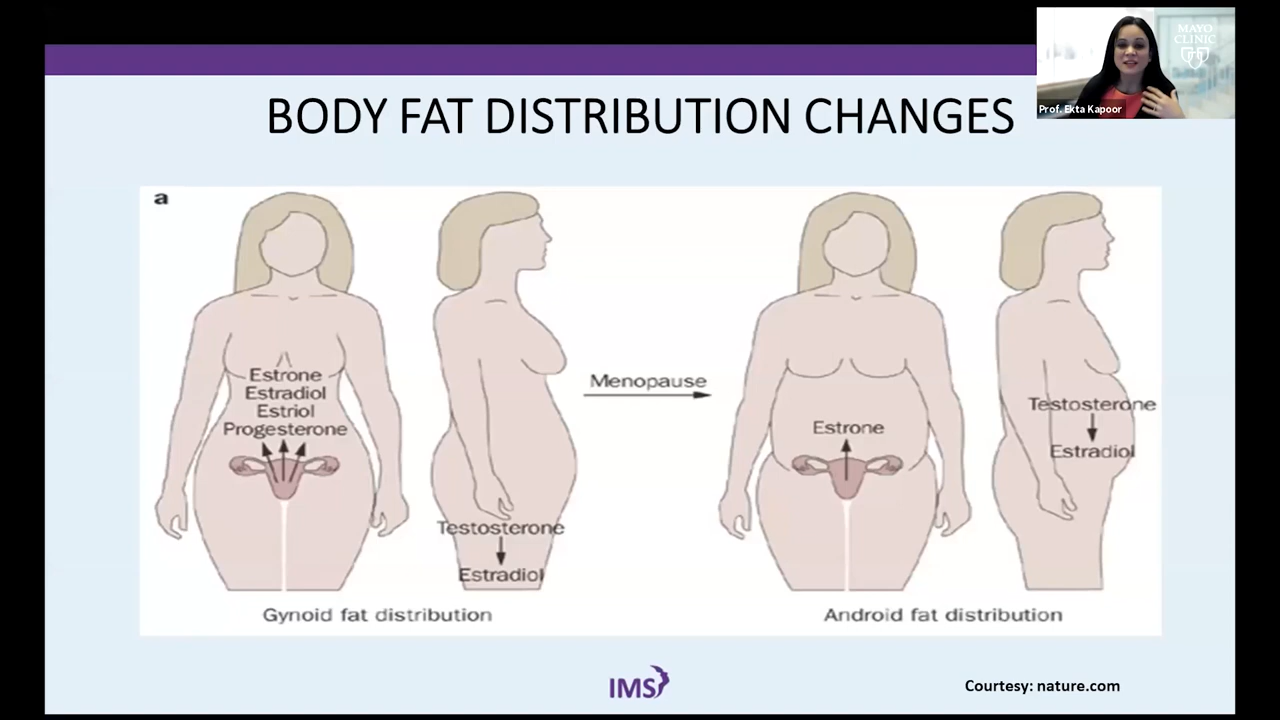 MAYO
CLINIC
Prof. Ekta Kapoor
BODY FAT DISTRIBUTION CHANGES
a
Estrone
Estradiol
Estriol
Progesterone
Testosterone
Estradiol
Gynoid fat distribution
Menopause
Estrone
Testosterone
Estradiol
Android fat distribution
IMS
Courtesy: nature.com